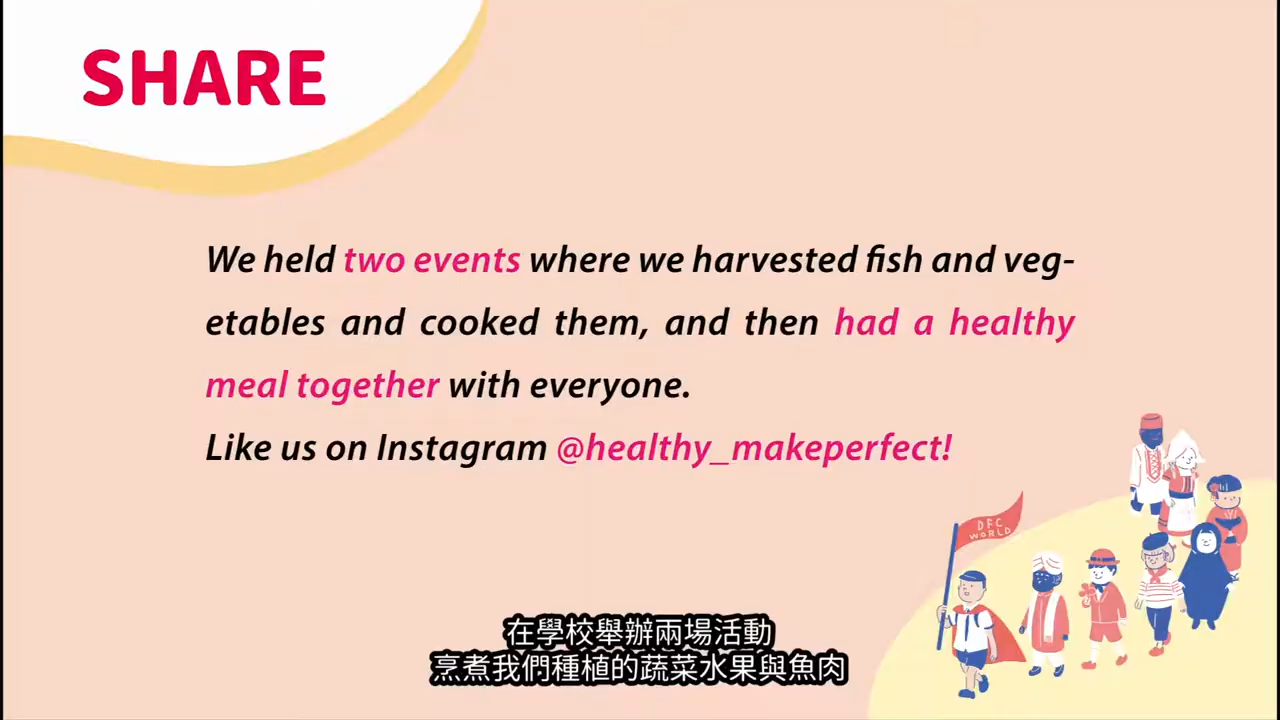 SHARE
We held two events where we harvested fish and veg-
etables and cooked them, and then had a healthy
meal together with everyone.
Like us on Instagram @healthy_makeperfect!
DFC
WORLD
在學校舉辦兩場活動
烹煮我們種植的蔬菜水果與魚肉